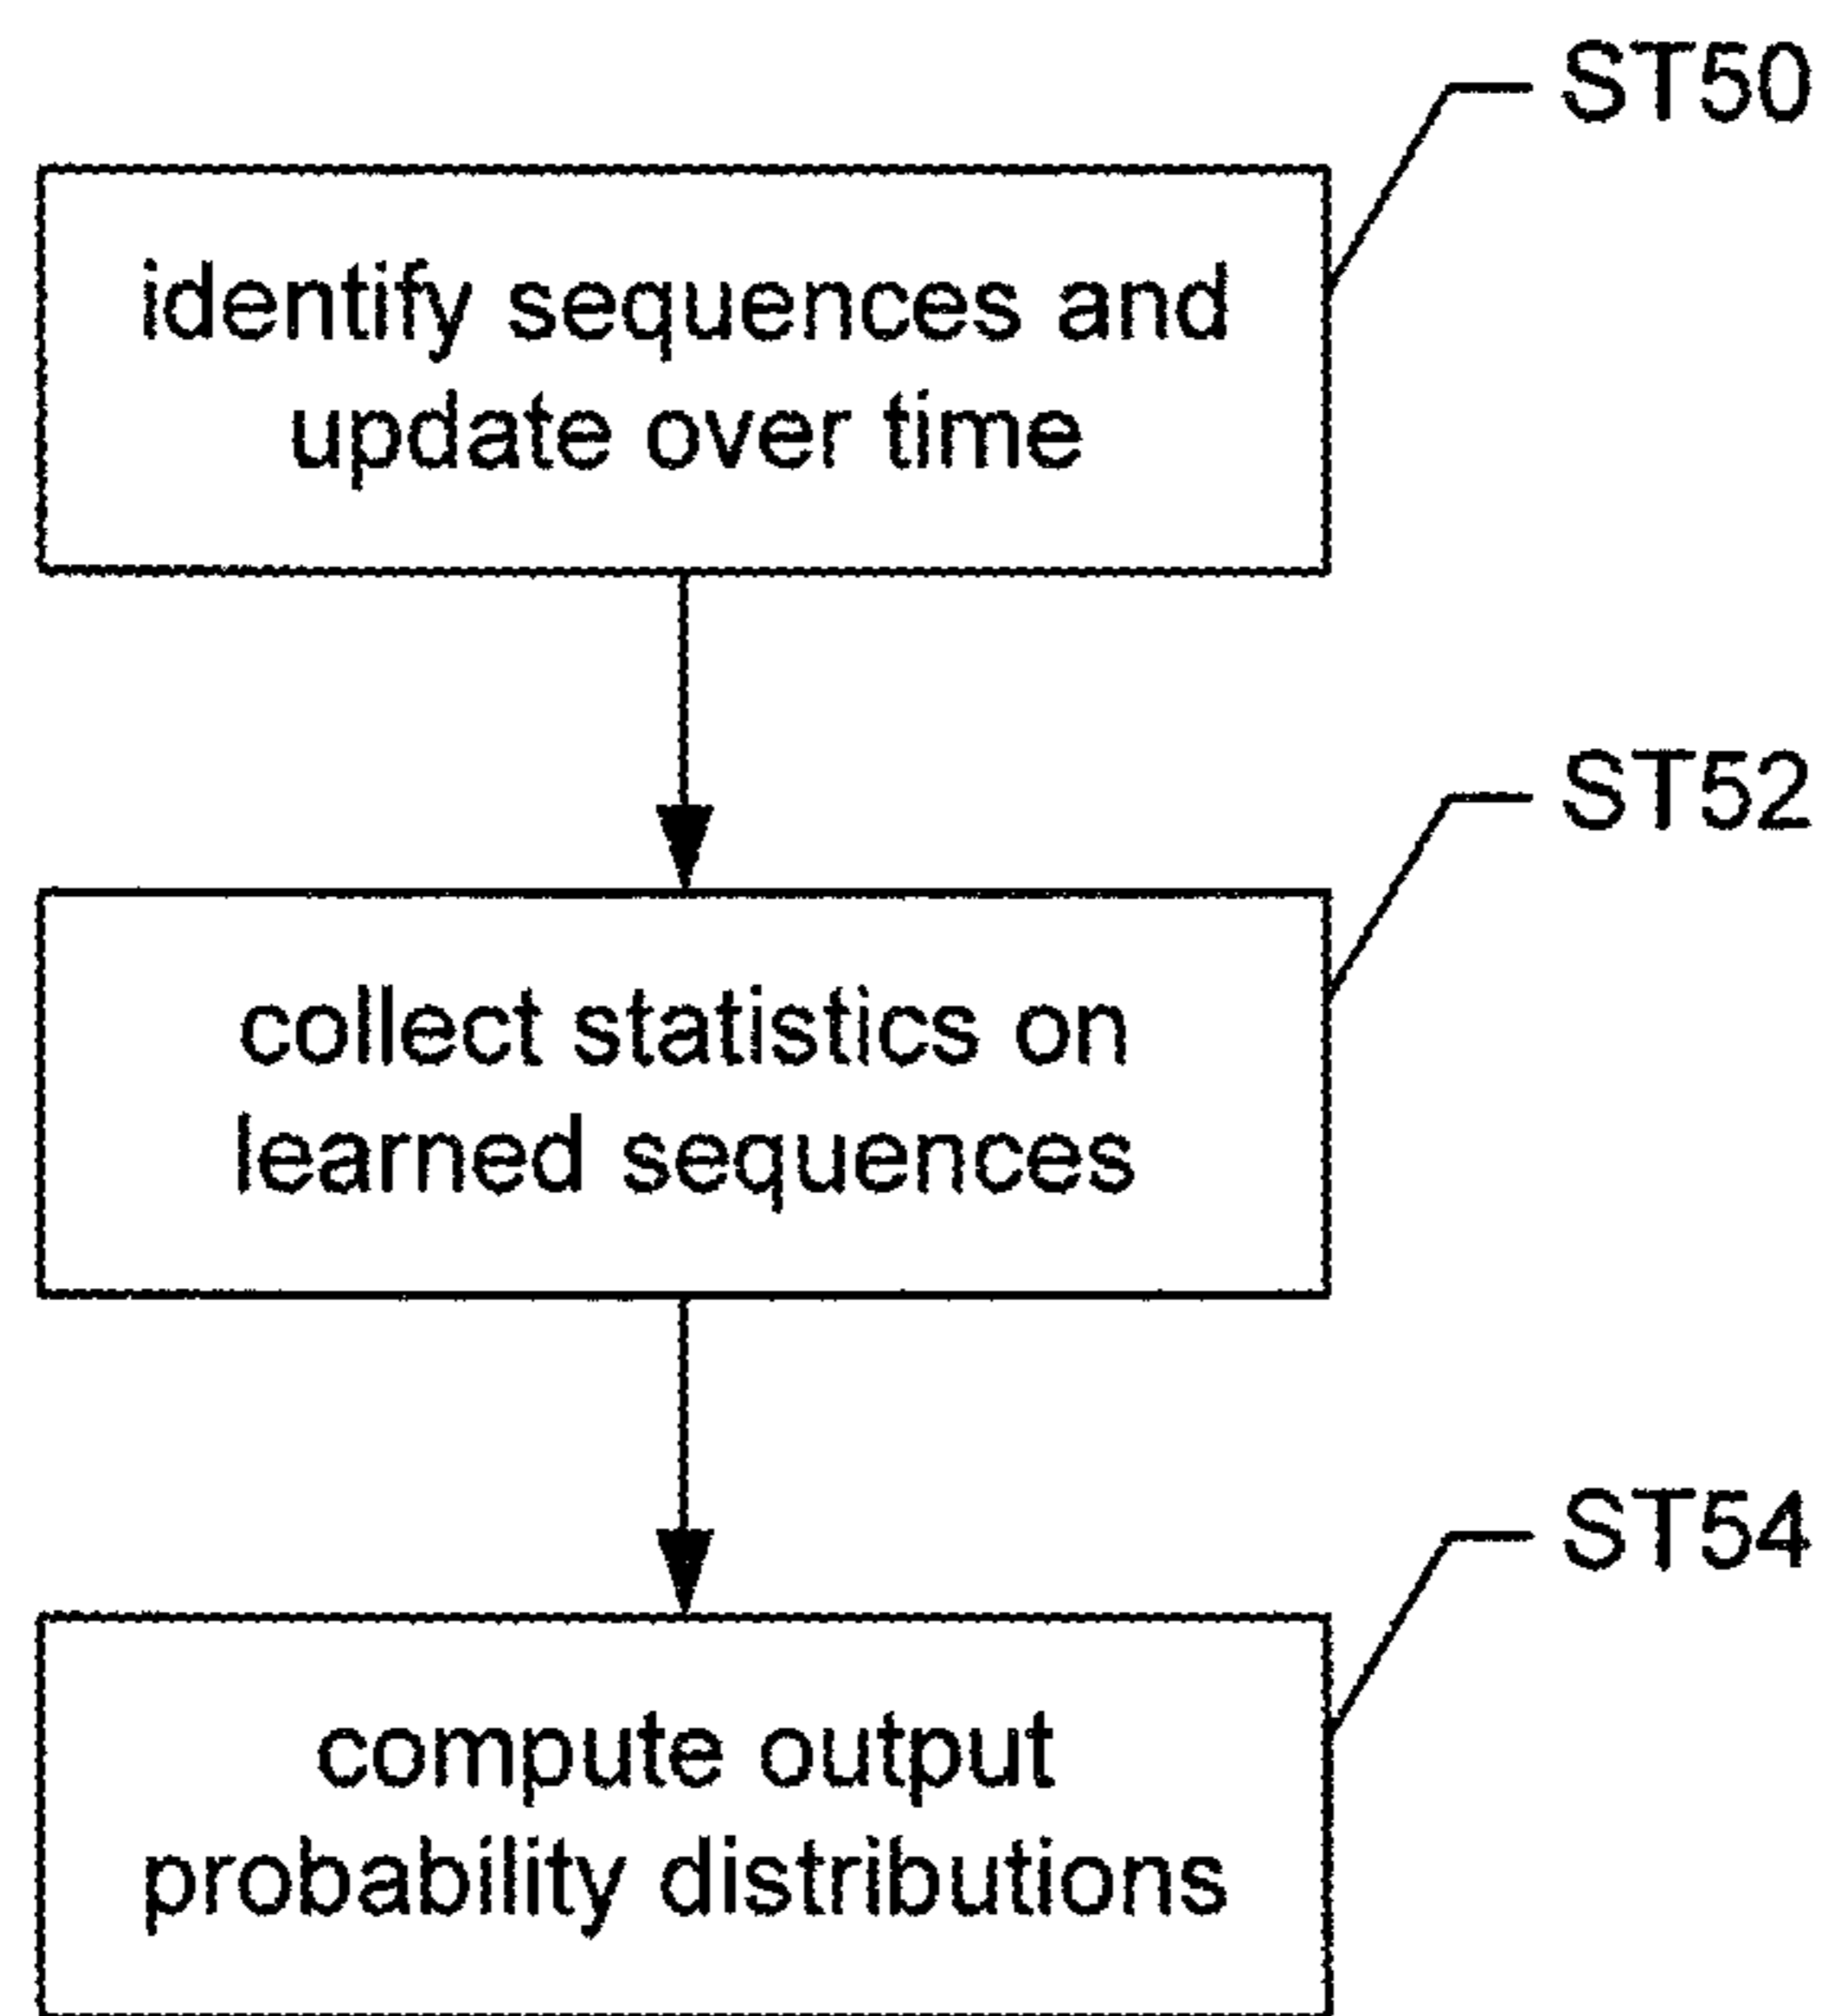 ST50
identify sequences and
update over time
ST52
collect statistics on
learned sequences
ST54
compute output
probability distributions